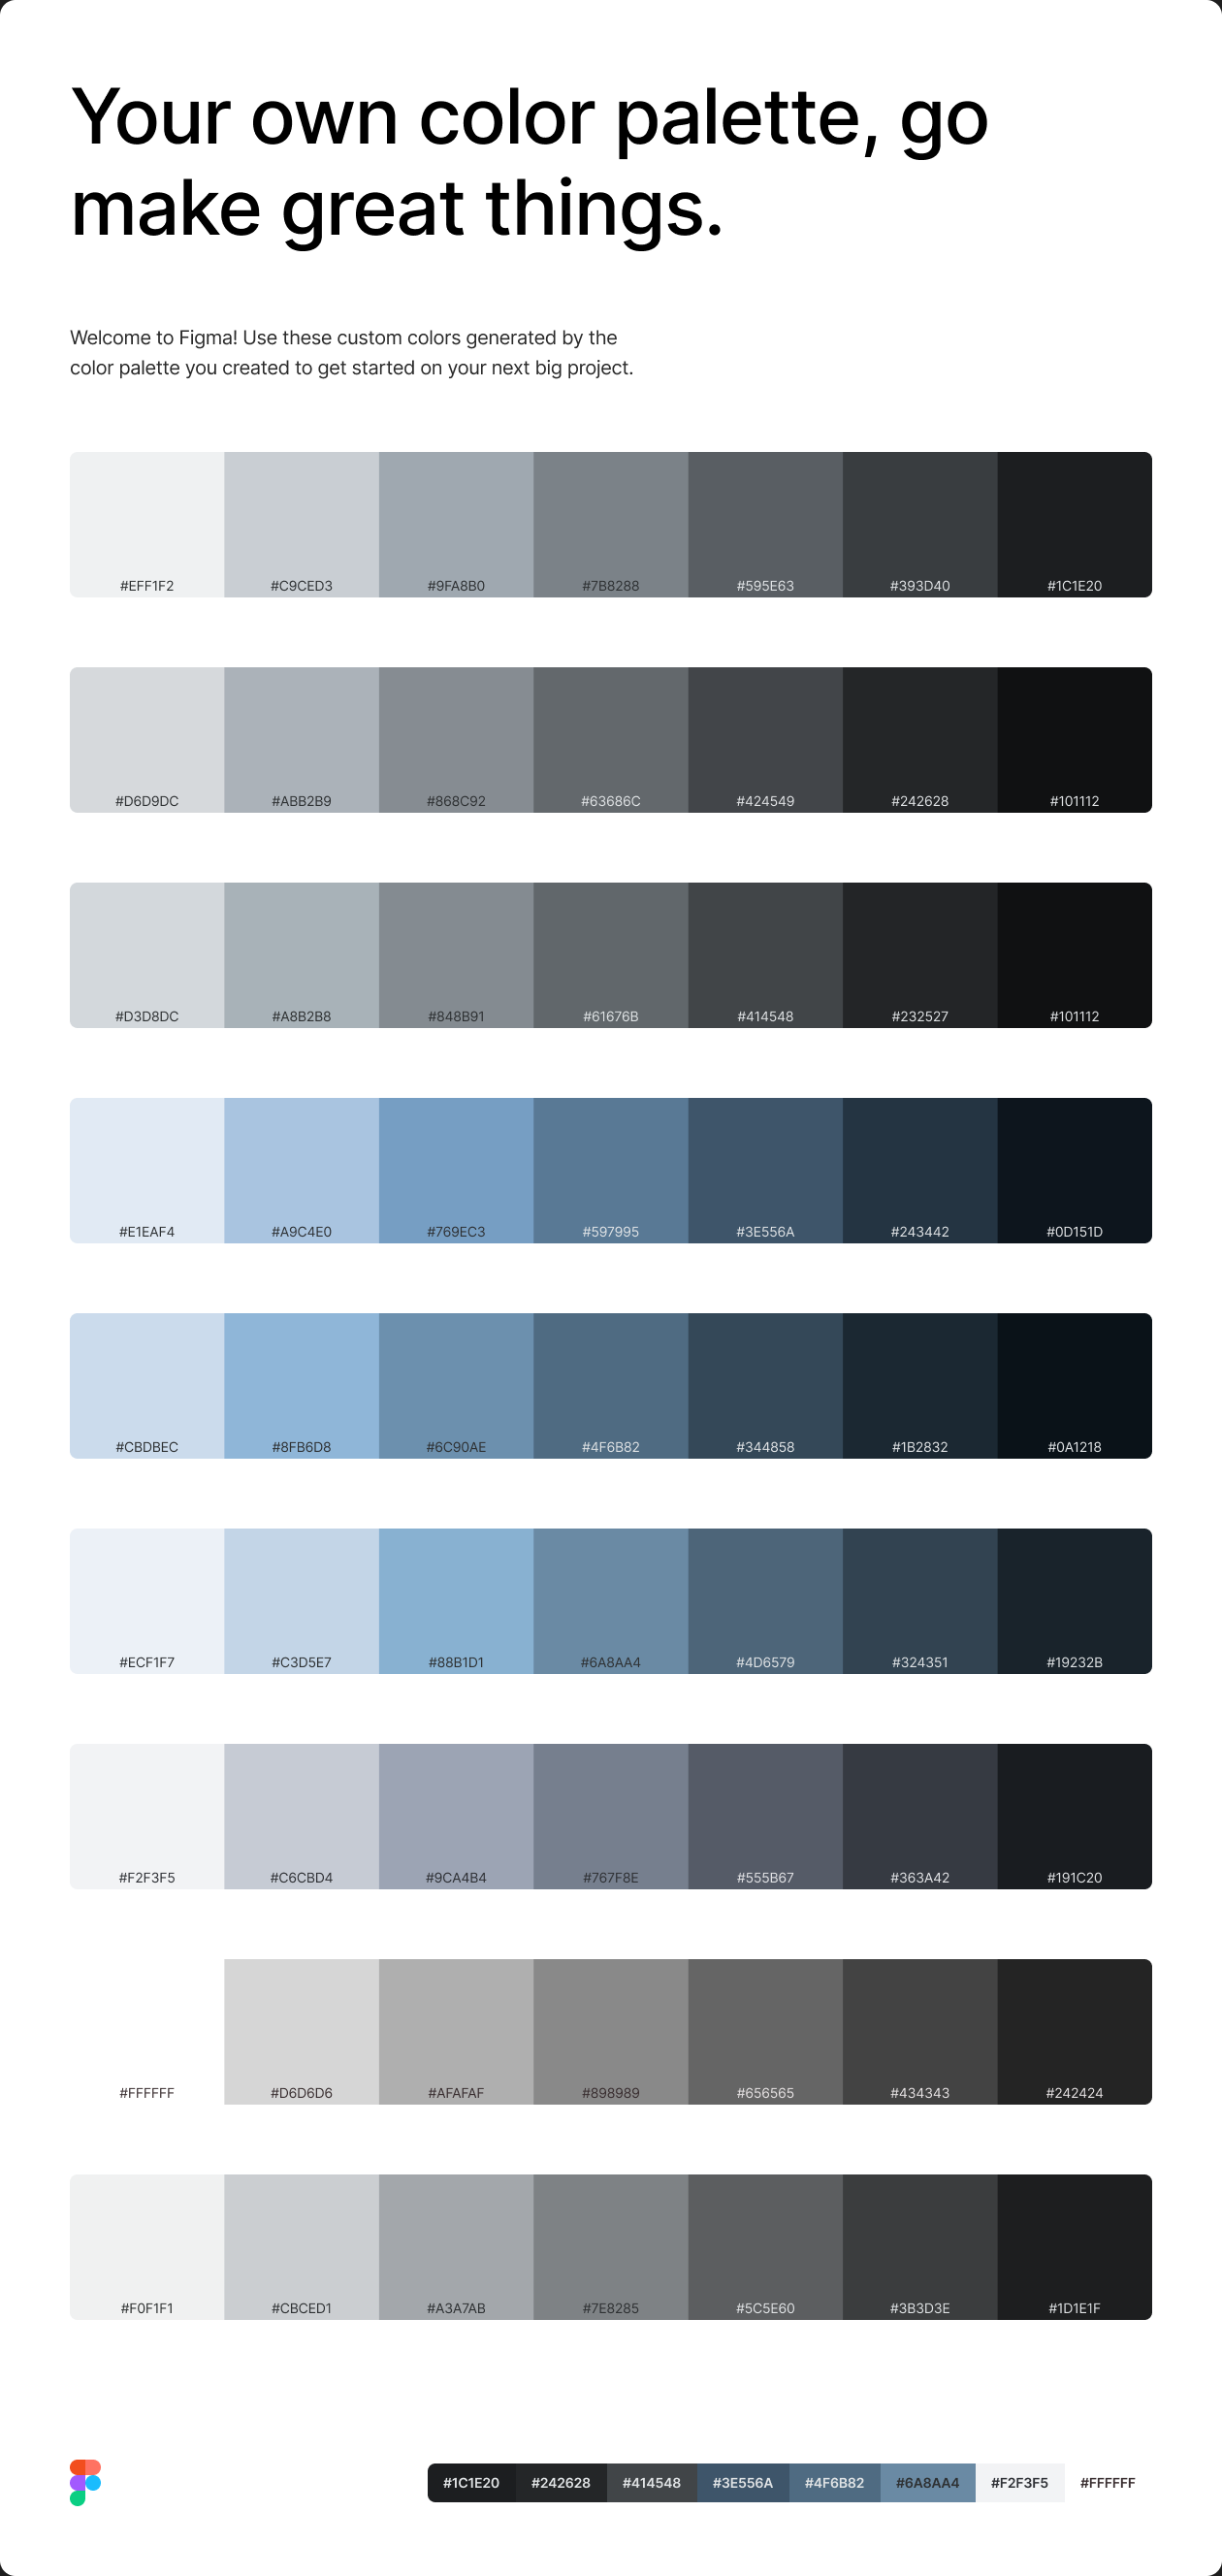 Your own color palette, go
make great things.
Welcome to Figma! Use these custom colors generated by the
color palette you created to get started on your next big project.
#EFF1F2 #C9CED3 #9FA8B0 #7B8288 #595E63 #393D40 #1C1E20
#D6D9DC #ABB2B9 #868C92 #63686C #424549 #242628 #101112
#D3D8DC #A8B2B8 #848B91 #61676B #414548 #232527 #101112
#E1EAF4 #A9C4E0 #769EC3 #597995 #3E556A #243442 #0D151D
#CBDBEC #8FB6D8 #6C90AE #4F6B82 #344858 #1B2832 #0A1218
#ECF1F7 #C3D5E7 #88B1D1 #6A8AA4 #4D6579 #324351 #19232B
#F2F3F5 #C6CBD4 #9CA4B4 #767F8E #555B67 #363A42 #191C20
#FFFFFF #D6D6D6 #AFAFAF #898989 #656565 #434343 #242424
#F0F1F1 #CBCED1 #A3A7AB #7E8285 #5C5E60 #3B3D3E #1D1E1F
#1C1E20 #242628 #414548 #3E556A #4F6B82 #6A8AA4 #F2F3F5 #FFFFFF